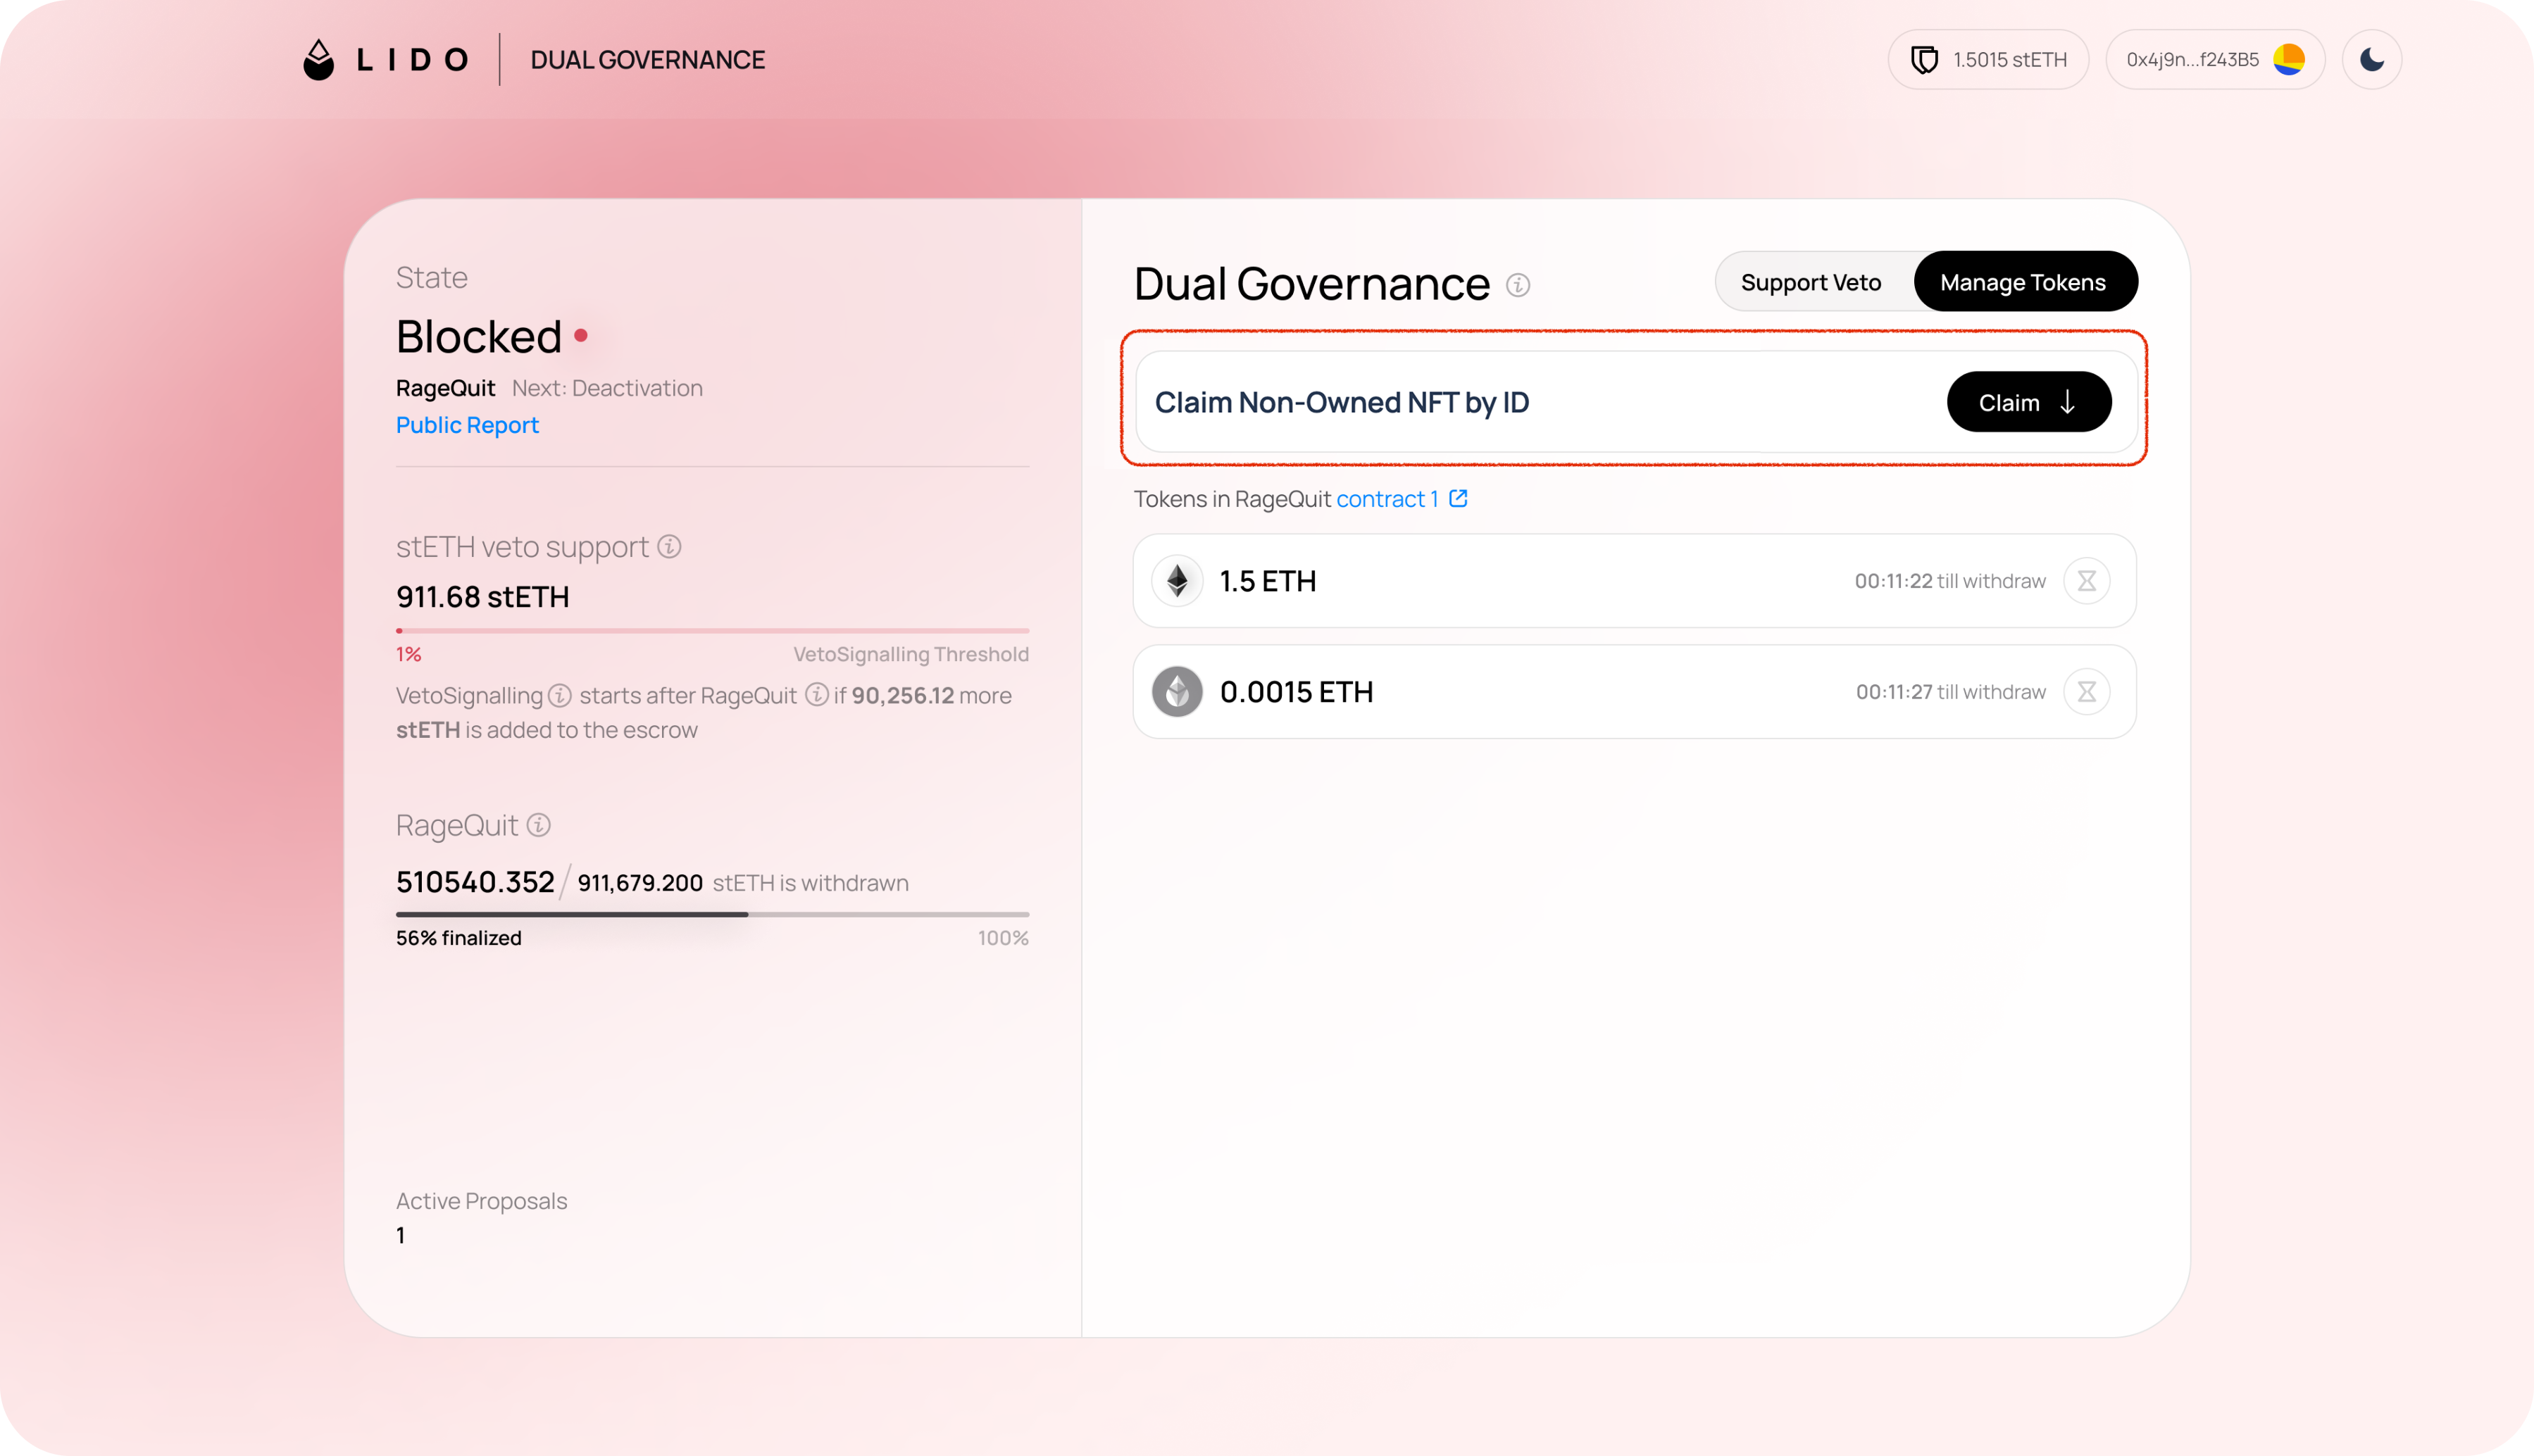 LIDO
DUAL GOVERNANCE
1.5015 stETH
0x4j9n...f243B5
State
Blocked
RageQuit Next: Deactivation
Public Report
stETH veto support
911.68 stETH
1% VetoSignalling Threshold
VetoSignalling starts after RageQuit if 90,256.12 more
stETH is added to the escrow
RageQuit
510540.352 / 911,679.200 stETH is withdrawn
56% finalized 100%
Active Proposals
1
Dual Governance
Support Veto
Manage Tokens
Claim Non-Owned NFT by ID
Claim ↓
Tokens in RageQuit contract 1
1.5 ETH 00:11:22 till withdraw
0.0015 ETH 00:11:27 till withdraw